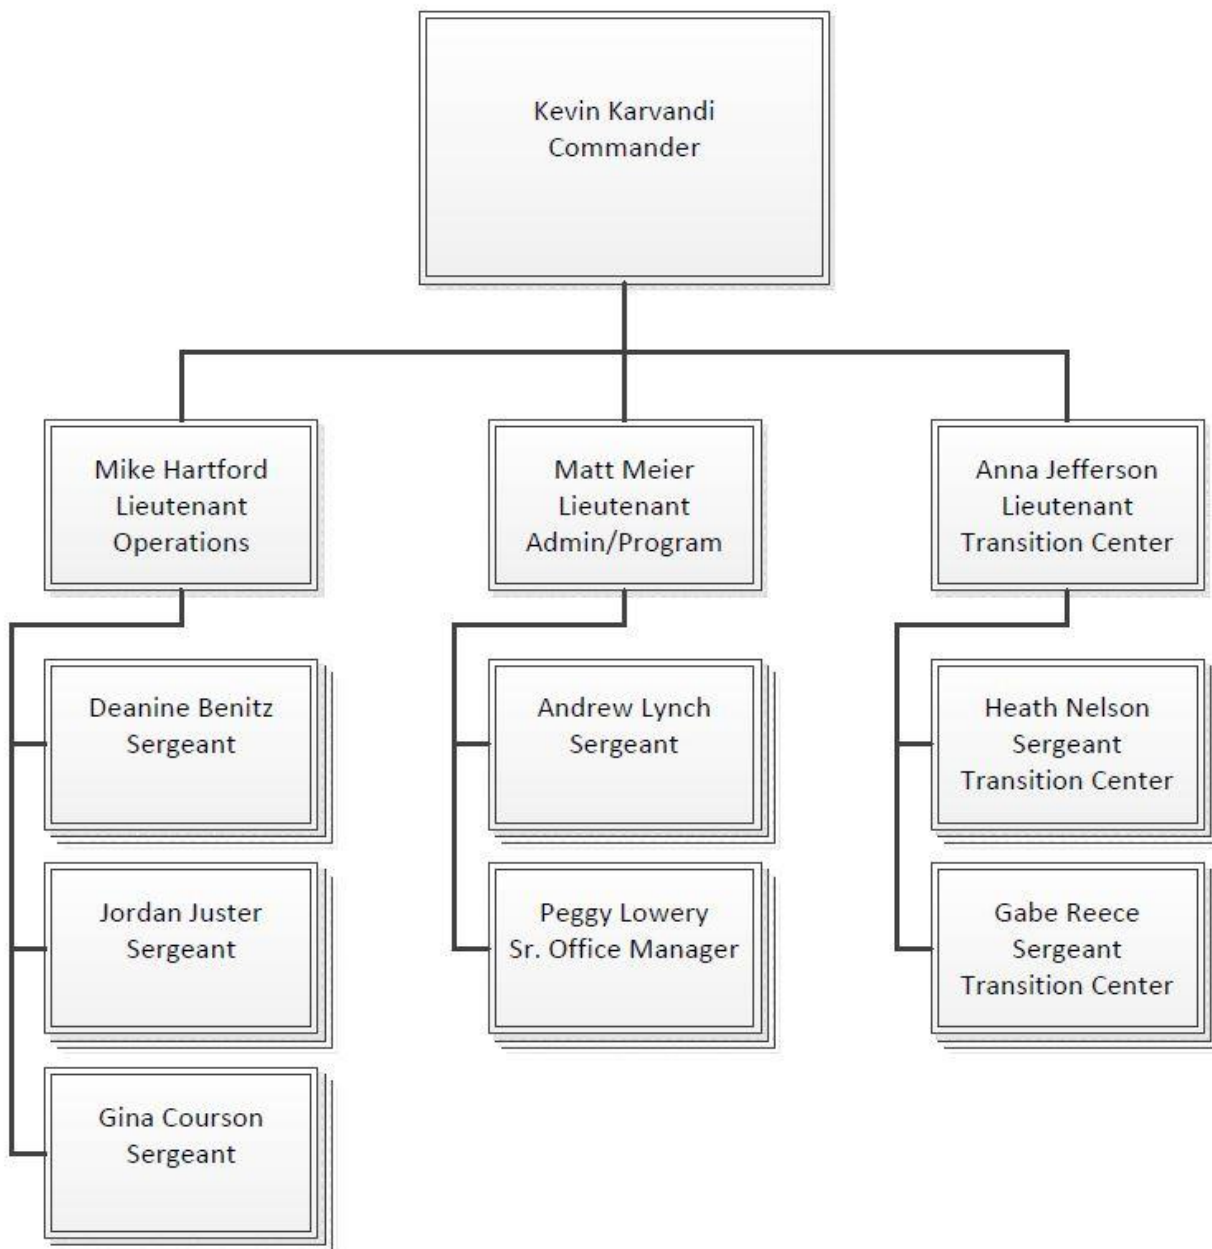 Kevin Karvandi
Commander
Mike Hartford
Lieutenant
Operations
Matt Meier
Lieutenant
Admin/Program
Anna Jefferson
Lieutenant
Transition Center
Deanine Benitz
Sergeant
Andrew Lynch
Sergeant
Heath Nelson
Sergeant
Transition Center
Jordan Juster
Sergeant
Peggy Lowery
Sr. Office Manager
Gabe Reece
Sergeant
Transition Center
Gina Courson
Sergeant